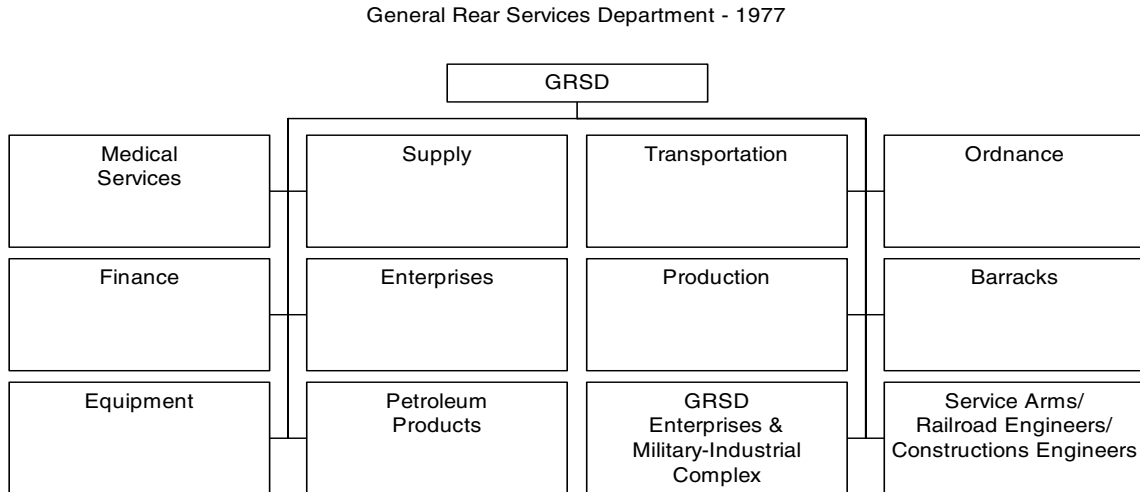 General Rear Services Department - 1977
GRSD
Medical
Services
Supply
Transportation
Ordnance
Finance
Enterprises
Production
Barracks
Equipment
Petroleum
Products
GRSD
Enterprises &
Military-Industrial
Complex
Service Arms/
Railroad Engineers/
Constructions Engineers